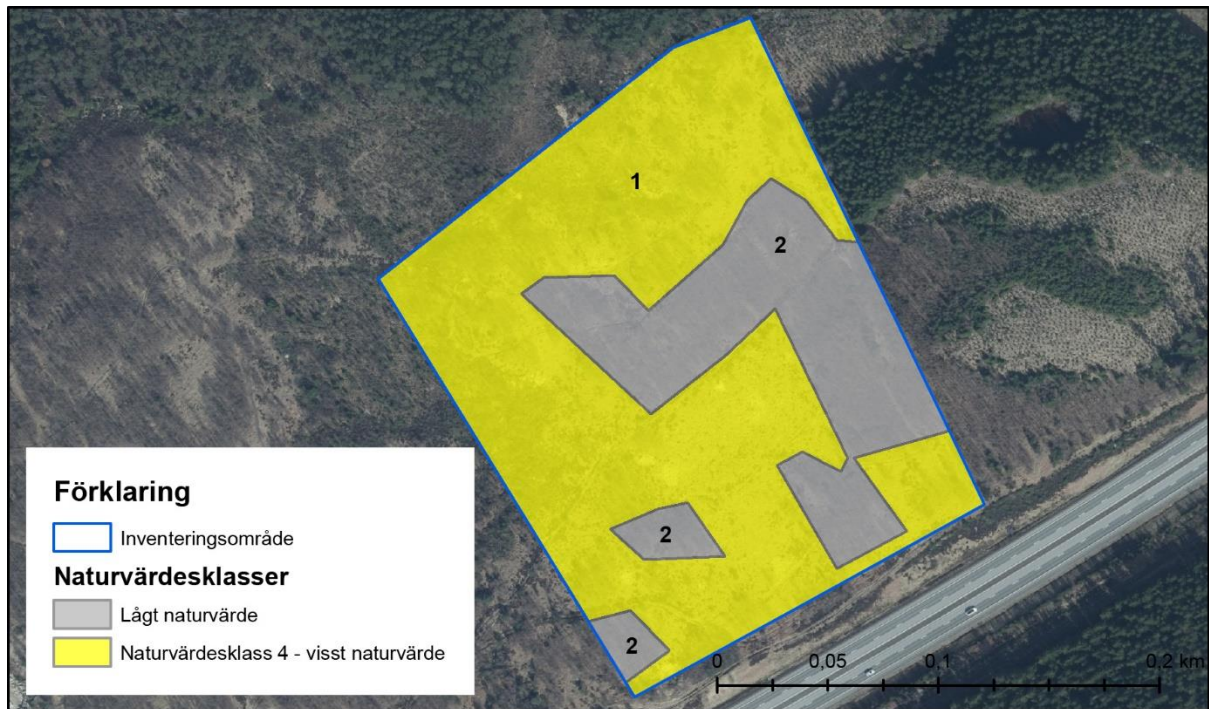 1
2
2
2
Förklaring
Inventeringsområde
Naturvärdesklasser
Lågt naturvärde
Naturvärdesklass 4 - visst naturvärde
0 0,05 0,1 0,2 km